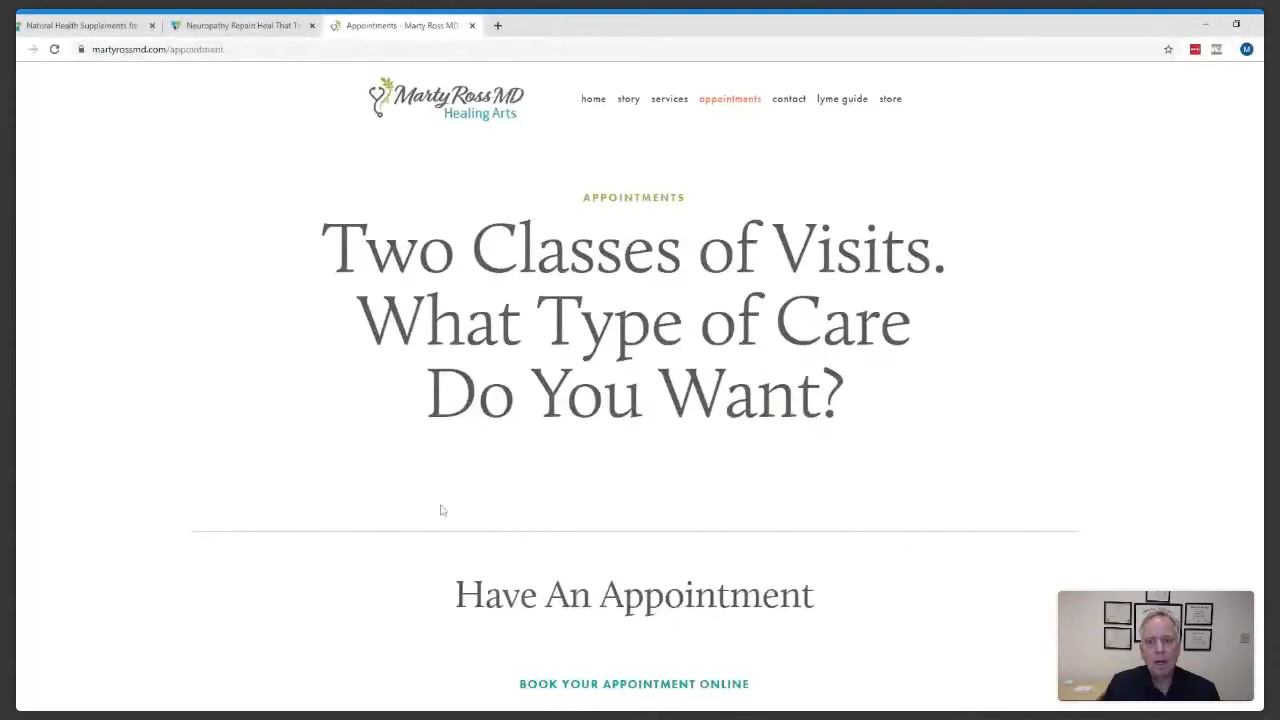 Natural Health Supplements for
Neuropathy Repair: Heal That T
Appointments - Marty Ross MD
martyrossmd.com/appointment
M
Marty Ross MD
Healing Arts
home story services appointments contact lyme guide store
APPOINTMENTS
Two Classes of Visits.
What Type of Care
Do You Want?
Have An Appointment
BOOK YOUR APPOINTMENT ONLINE